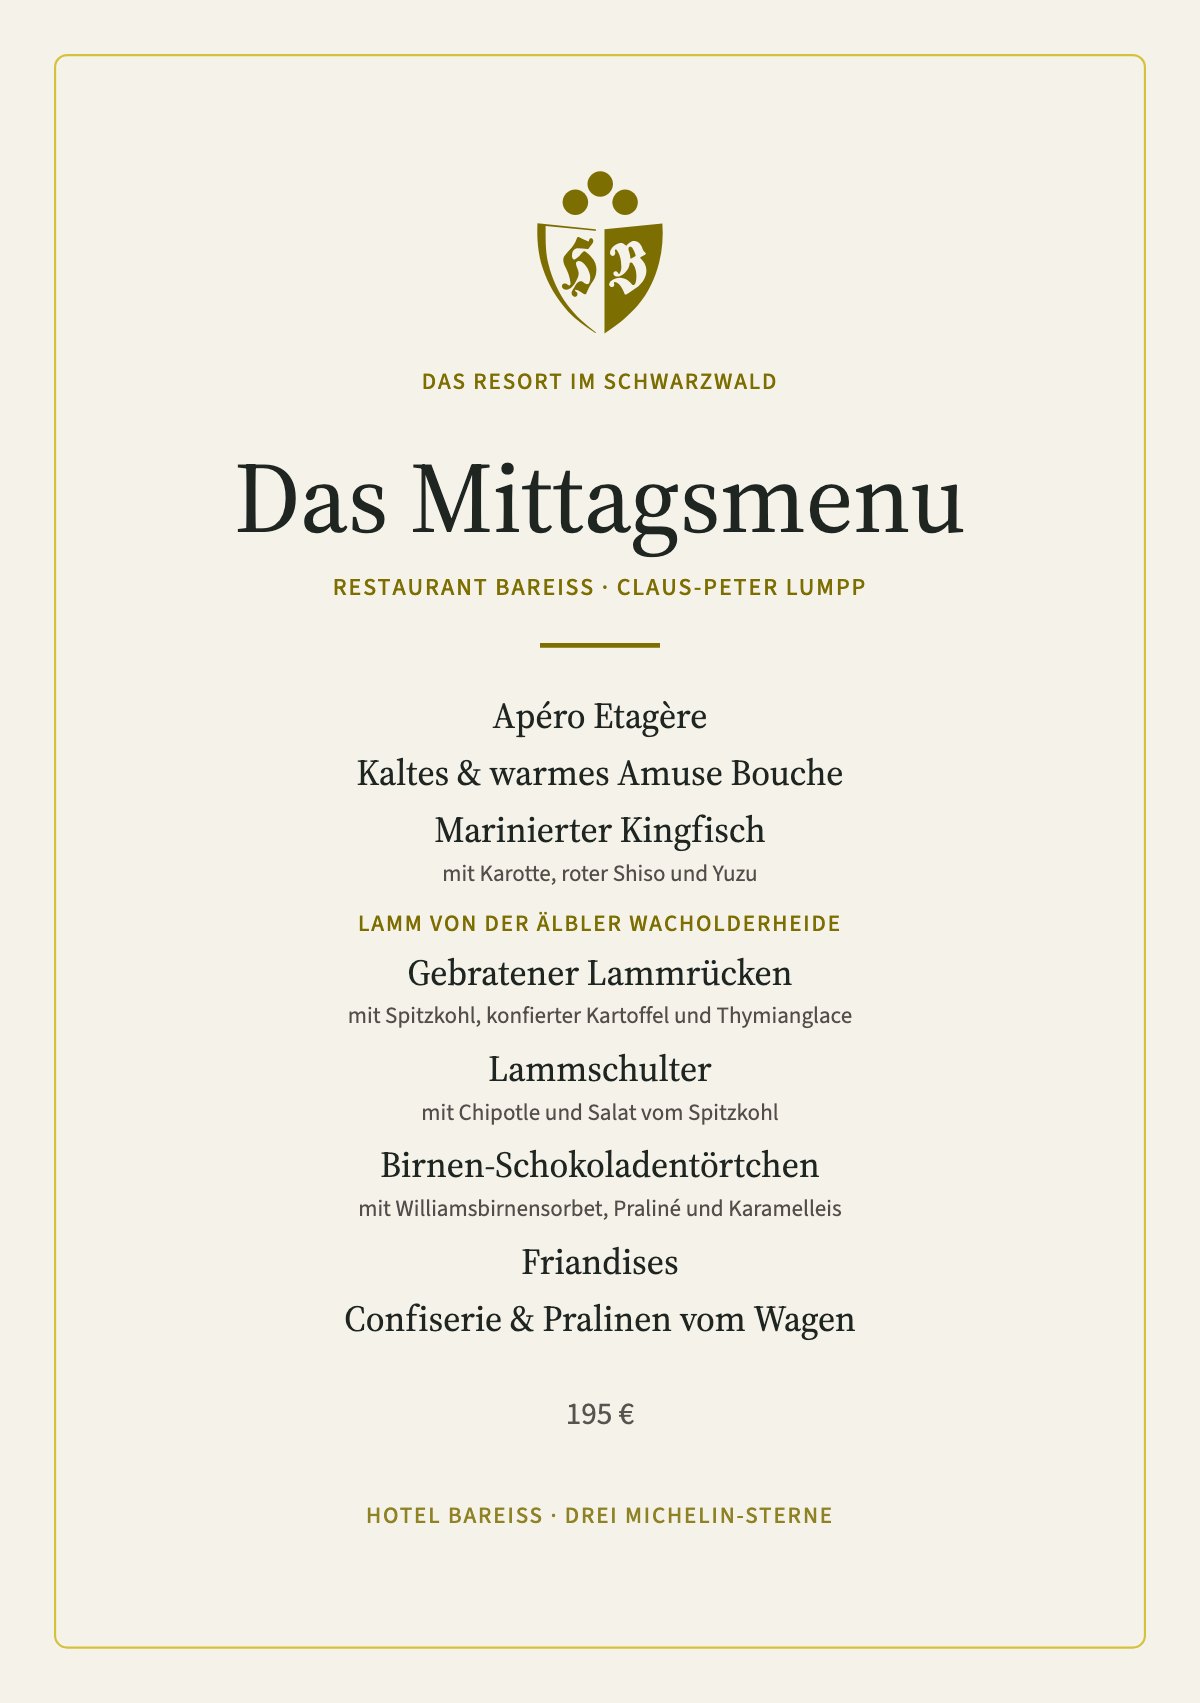 HB
DAS RESORT IM SCHWARZWALD
Das Mittagsmenu
RESTAURANT BAREISS · CLAUS-PETER LUMPP
Apéro Etagère
Kaltes & warmes Amuse Bouche
Marinierter Kingfisch
mit Karotte, roter Shiso und Yuzu
LAMM VON DER ÄLBLER WACHOLDERHEIDE
Gebratener Lammrücken
mit Spitzkohl, konfierter Kartoffel und Thymianglace
Lammschulter
mit Chipotle und Salat vom Spitzkohl
Birnen-Schokoladentörtchen
mit Williamsbirnensorbet, Praliné und Karamelleis
Friandises
Confiserie & Pralinen vom Wagen
195 €
HOTEL BAREISS · DREI MICHELIN-STERNE